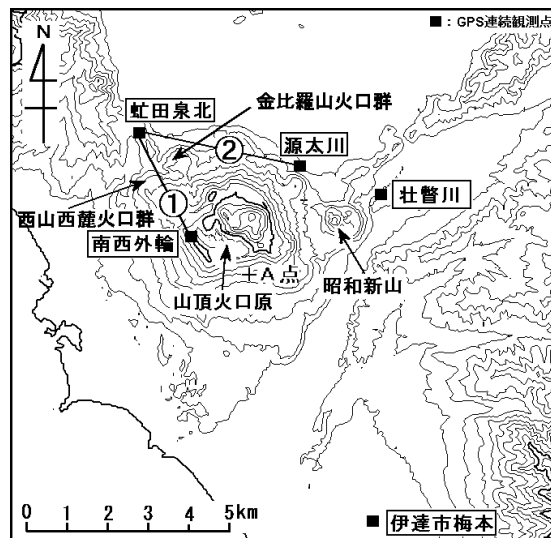 ■：GPS連続観測点
N
虻田泉北
金比羅山火口群
源太川
②
壮瞥川
①
西山西麓火口群
南西外輪
昭和新山
+A点
山頂火口原
0 1 2 3 4 5km
伊達市梅本